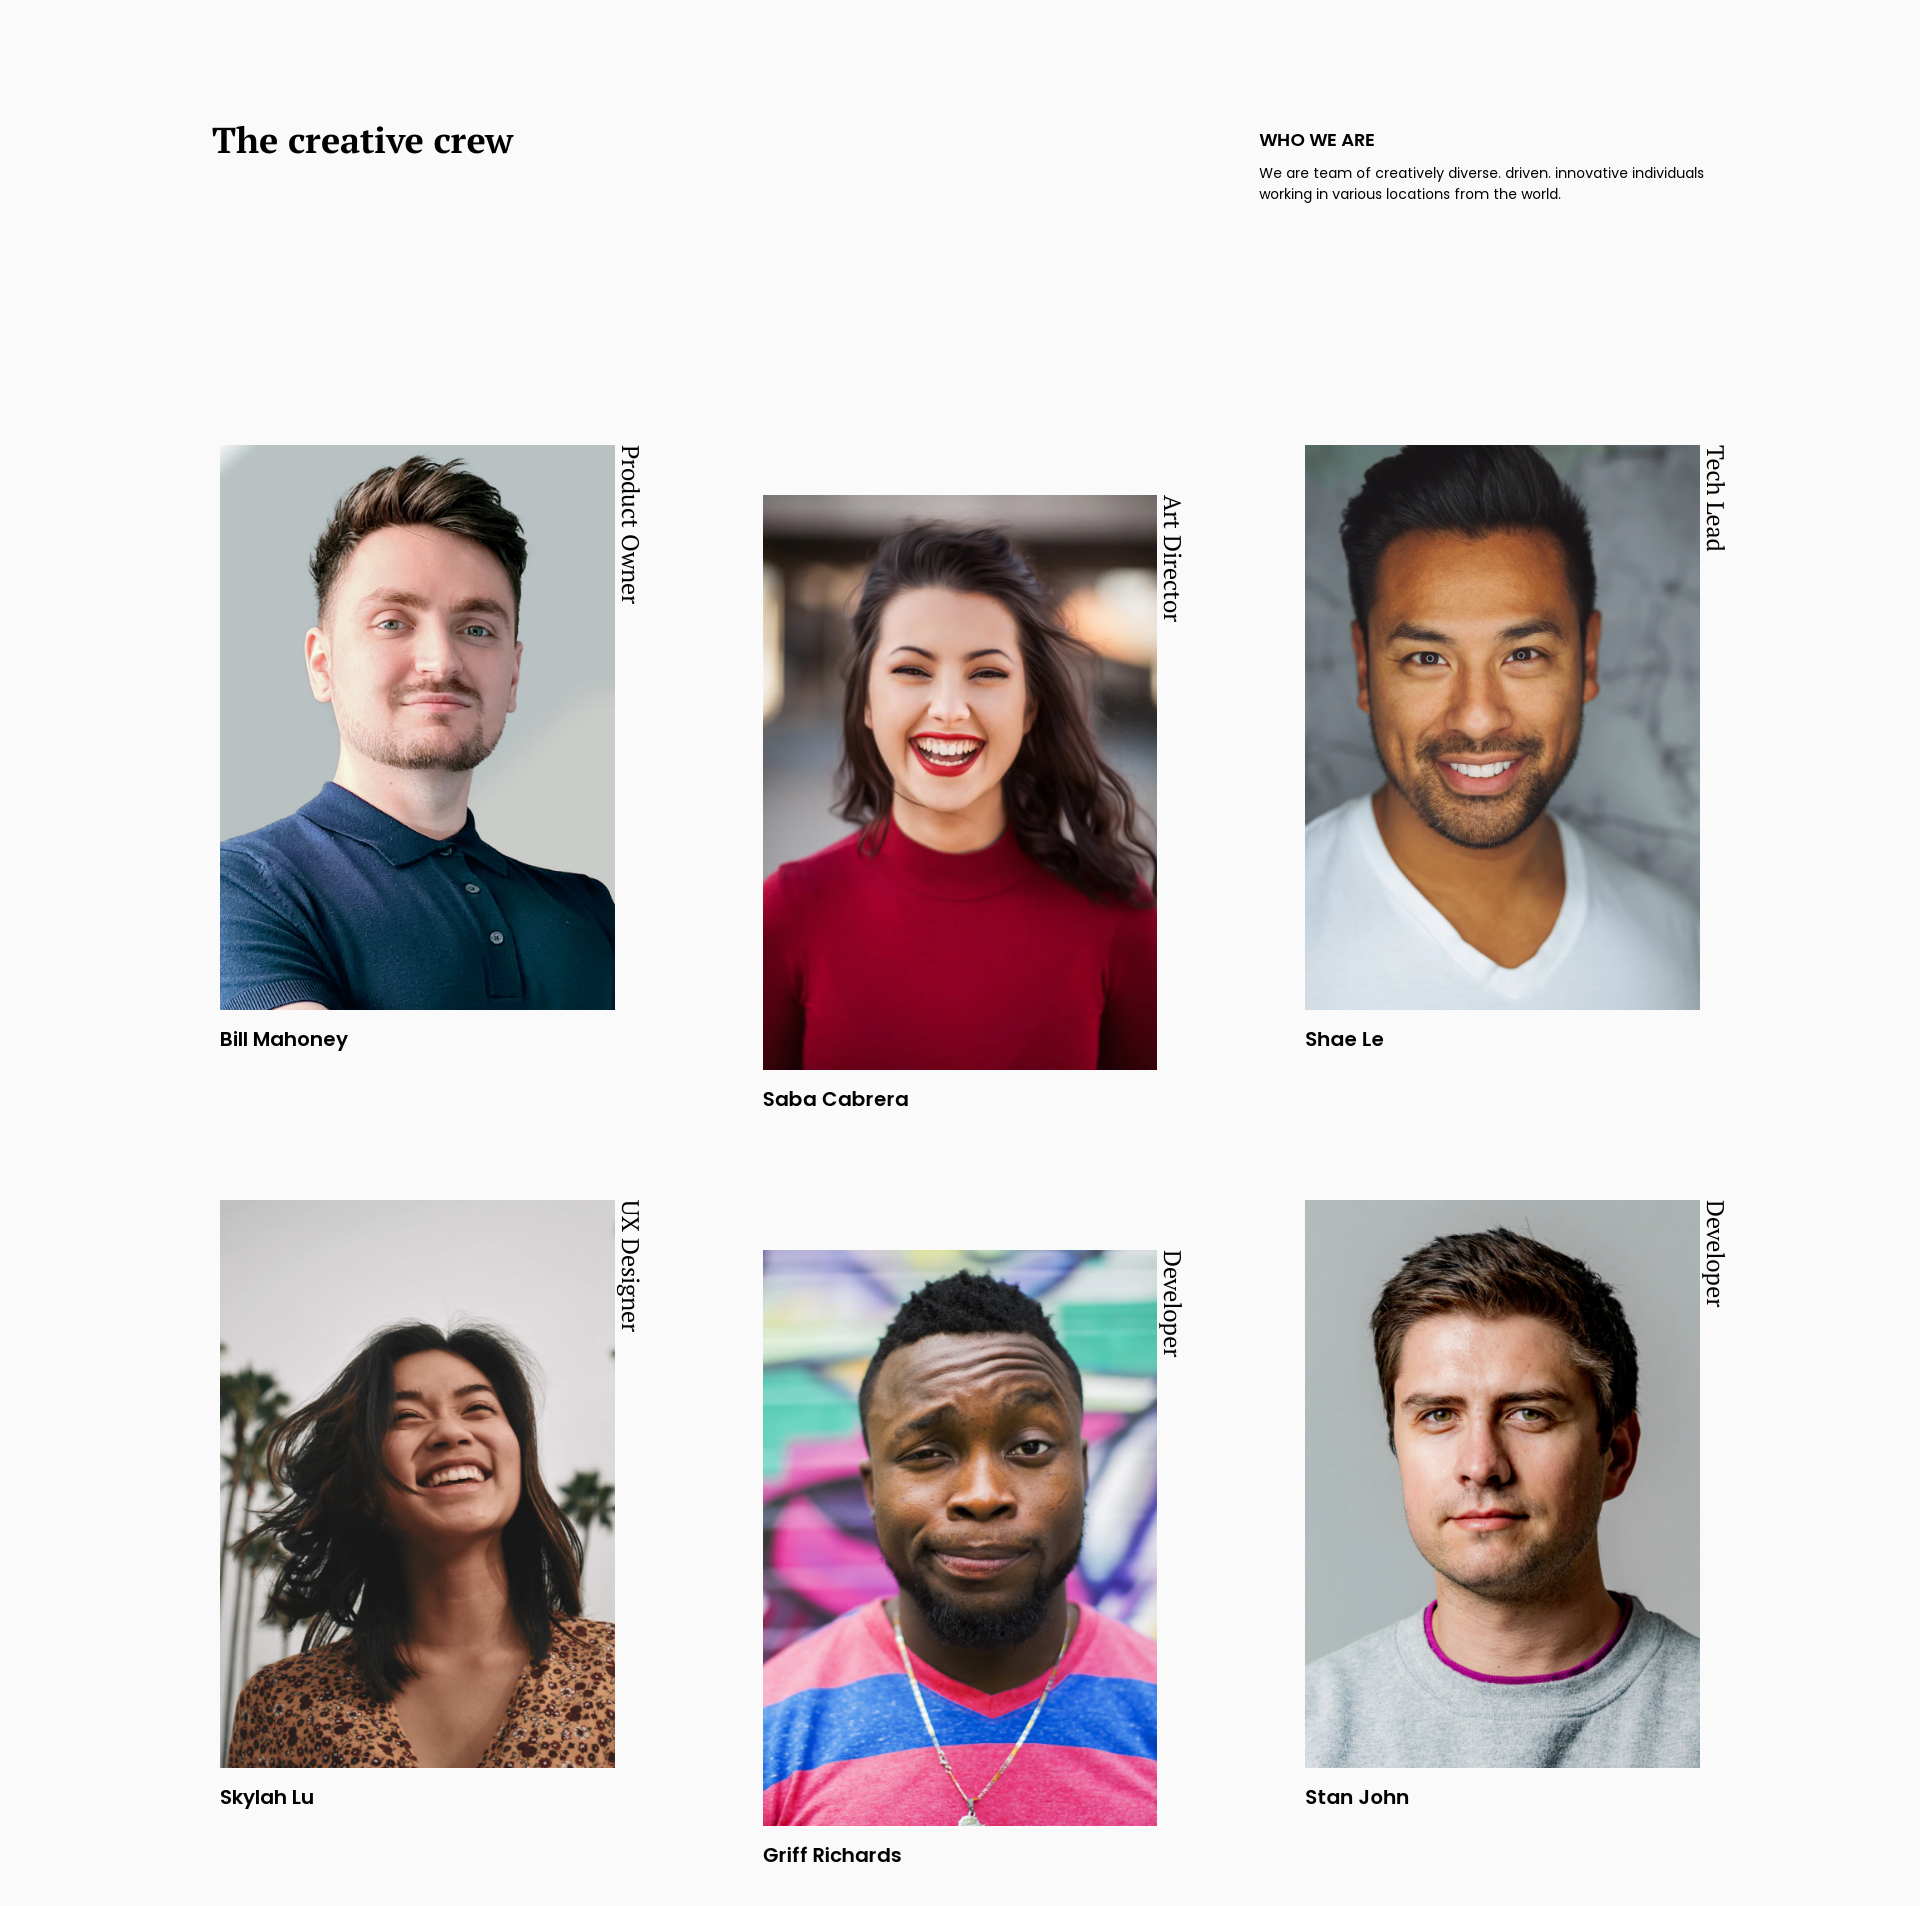 The creative crew
WHO WE ARE
We are team of creatively diverse. driven. innovative individuals
working in various locations from the world.
Product Owner
Bill Mahoney
Art Director
Saba Cabrera
Tech Lead
Shae Le
UX Designer
Skylah Lu
Developer
Griff Richards
Developer
Stan John